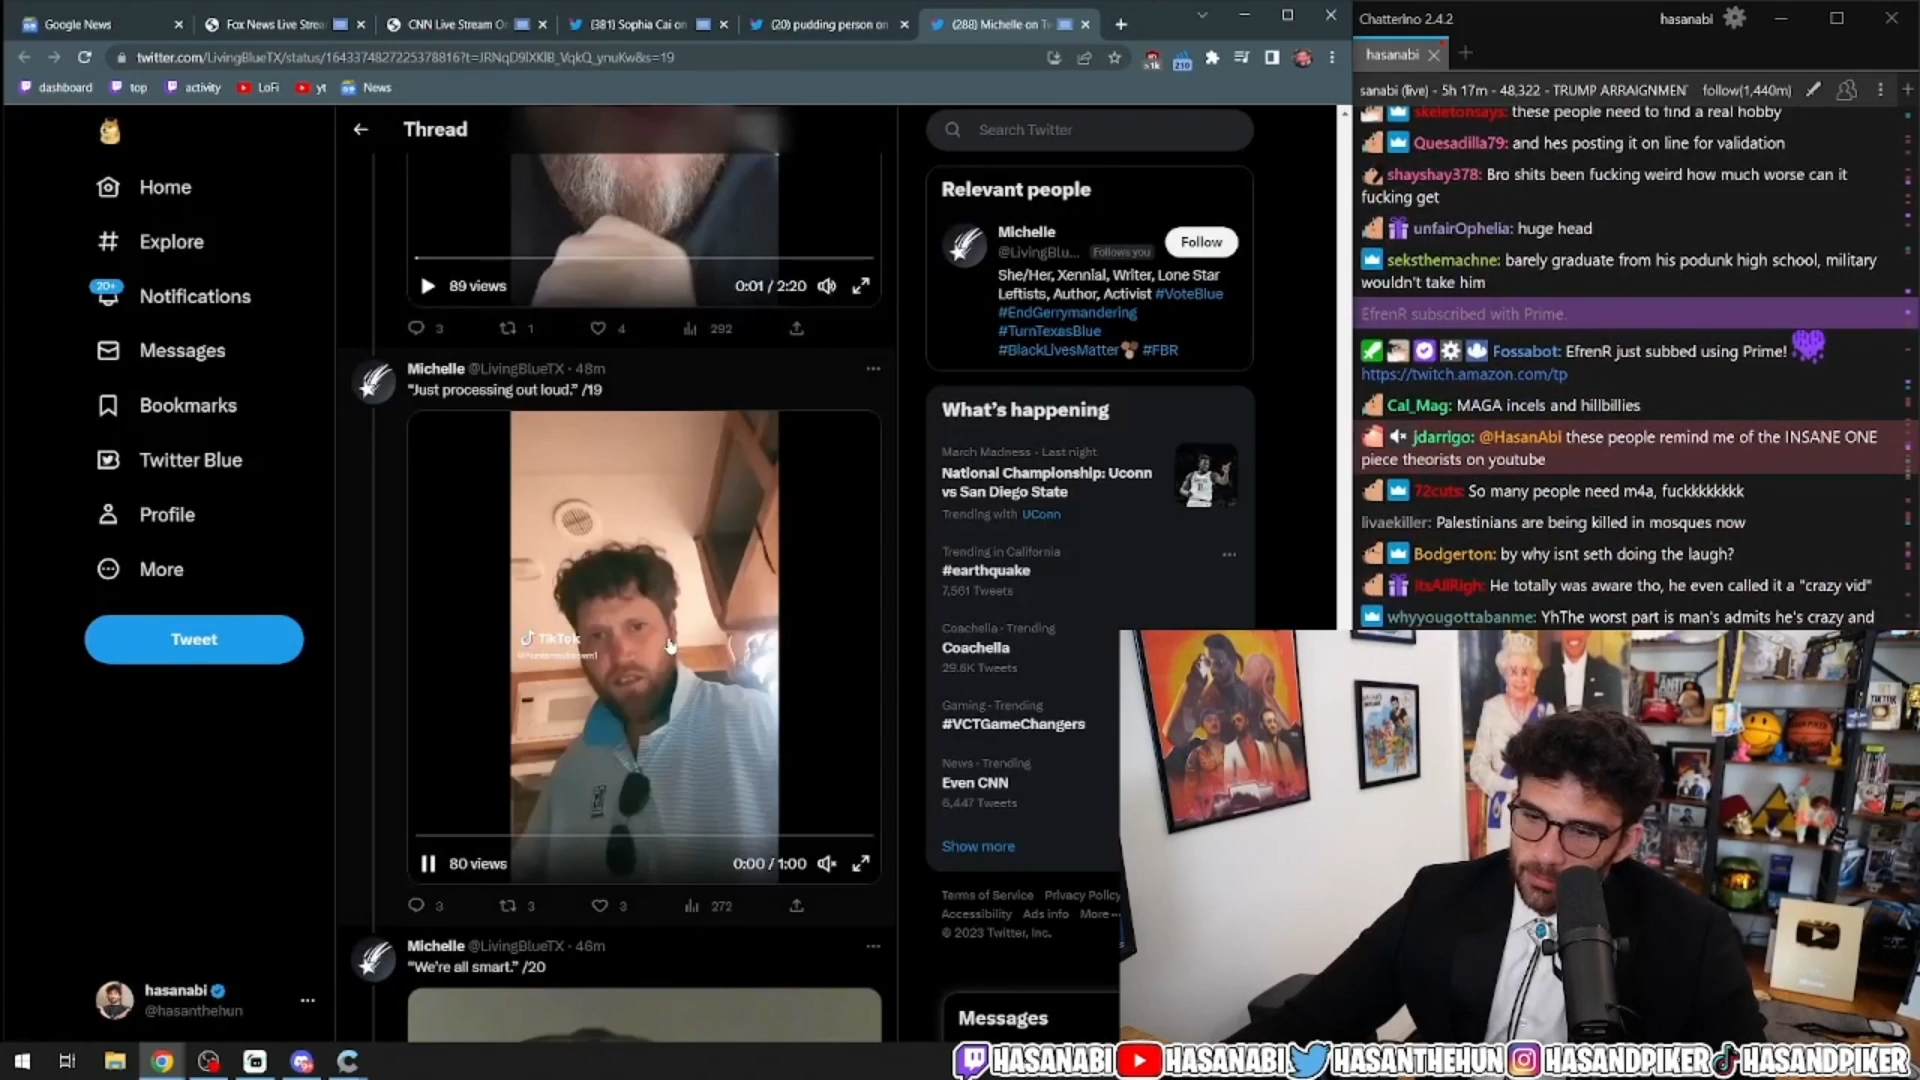 Google News
Fox News Live Strea
CNN Live Stream O
(381) Sophia Cai on
(20) pudding person on
(288) Michelle on Tw
twitter.com/LivingBlueTX/status/1643374827225378816?t=JRNqD9lXKlB_VqkQ_ynuKw&s=19
dashboard
top
activity
LoFi
yt
News
Home
Explore
20+
Notifications
Messages
Bookmarks
Twitter Blue
Profile
More
Tweet
hasanabi
@hasanthehun
Thread
89 views
0:01 / 2:20
3
1
4
292
Michelle @LivingBlueTX · 48m
“Just processing out loud.” /19
TikTok
80 views
0:00 / 1:00
3
3
3
272
Michelle @LivingBlueTX · 46m
“We're all smart.” /20
Search Twitter
Relevant people
Michelle
@LivingBlu... Follows you
Follow
She/Her, Xennial, Writer, Lone Star
Leftists, Author, Activist #VoteBlue
#EndGerrymandering
#TurnTexasBlue
#BlackLivesMatter #FBR
What's happening
March Madness · Last night
National Championship: Uconn
vs San Diego State
Trending with UConn
Trending in California
#earthquake
7,561 Tweets
Coachella · Trending
Coachella
29.6K Tweets
Gaming · Trending
#VCTGameChangers
News · Trending
Even CNN
6,447 Tweets
Show more
Terms of Service Privacy Policy
Accessibility Ads info More ...
© 2023 Twitter, Inc.
Messages
Chatterino 2.4.2
hasanabi
hasanabi
sanabi (live) - 5h 17m - 48,322 - TRUMP ARRAIGNMEN
follow(1,440m)
skeletonsays: these people need to find a real hobby
Quesadilla79: and hes posting it on line for validation
shayshay378: Bro shits been fucking weird how much worse can it
fucking get
unfairOphelia: huge head
seksthemachne: barely graduate from his podunk high school, military
wouldn't take him
EfrenR subscribed with Prime.
Fossabot: EfrenR just subbed using Prime!
https://twitch.amazon.com/tp
Cal_Mag: MAGA incels and hillbillies
jdarrigo: @HasanAbi these people remind me of the INSANE ONE
piece theorists on youtube
72cuts: So many people need m4a, fuckkkkkkkk
livaekiller: Palestinians are being killed in mosques now
Bodgerton: by why isnt seth doing the laugh?
ItsAllRigh: He totally was aware tho, he even called it a "crazy vid"
whyyougottabanme: YhThe worst part is man's admits he's crazy and
HASANABI
HASANABI
HASANTHEHUN
HASANDPIKER
HASANDPIKER